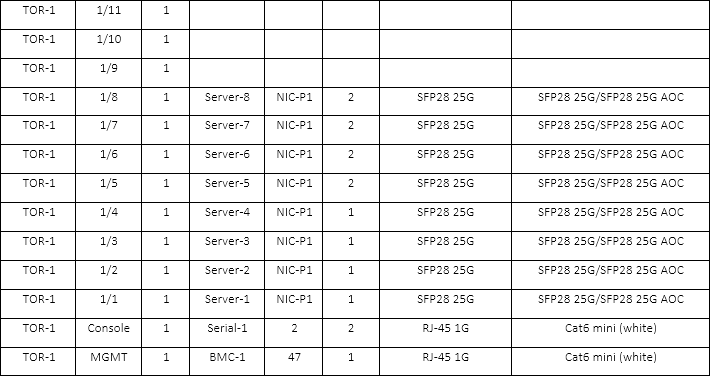 TOR-1 1/11 1
TOR-1 1/10 1
TOR-1 1/9 1
TOR-1 1/8 1 Server-8 NIC-P1 2 SFP28 25G SFP28 25G/SFP28 25G AOC
TOR-1 1/7 1 Server-7 NIC-P1 2 SFP28 25G SFP28 25G/SFP28 25G AOC
TOR-1 1/6 1 Server-6 NIC-P1 2 SFP28 25G SFP28 25G/SFP28 25G AOC
TOR-1 1/5 1 Server-5 NIC-P1 2 SFP28 25G SFP28 25G/SFP28 25G AOC
TOR-1 1/4 1 Server-4 NIC-P1 1 SFP28 25G SFP28 25G/SFP28 25G AOC
TOR-1 1/3 1 Server-3 NIC-P1 1 SFP28 25G SFP28 25G/SFP28 25G AOC
TOR-1 1/2 1 Server-2 NIC-P1 1 SFP28 25G SFP28 25G/SFP28 25G AOC
TOR-1 1/1 1 Server-1 NIC-P1 1 SFP28 25G SFP28 25G/SFP28 25G AOC
TOR-1 Console 1 Serial-1 2 2 RJ-45 1G Cat6 mini (white)
TOR-1 MGMT 1 BMC-1 47 1 RJ-45 1G Cat6 mini (white)